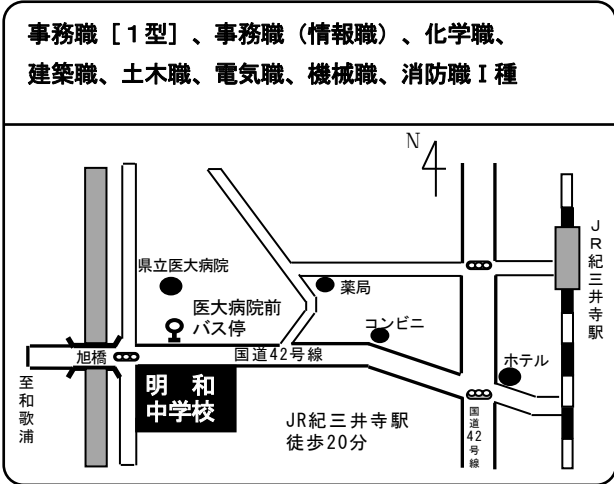 事務職［１型］、事務職（情報職）、化学職、
建築職、土木職、電気職、機械職、消防職Ⅰ種
N
JR紀三井寺駅
県立医大病院
薬局
医大病院前
バス停
コンビニ
旭橋
国道42号線
ホテル
至和歌浦
明和
中学校
JR紀三井寺駅
徒歩20分
国道42号線